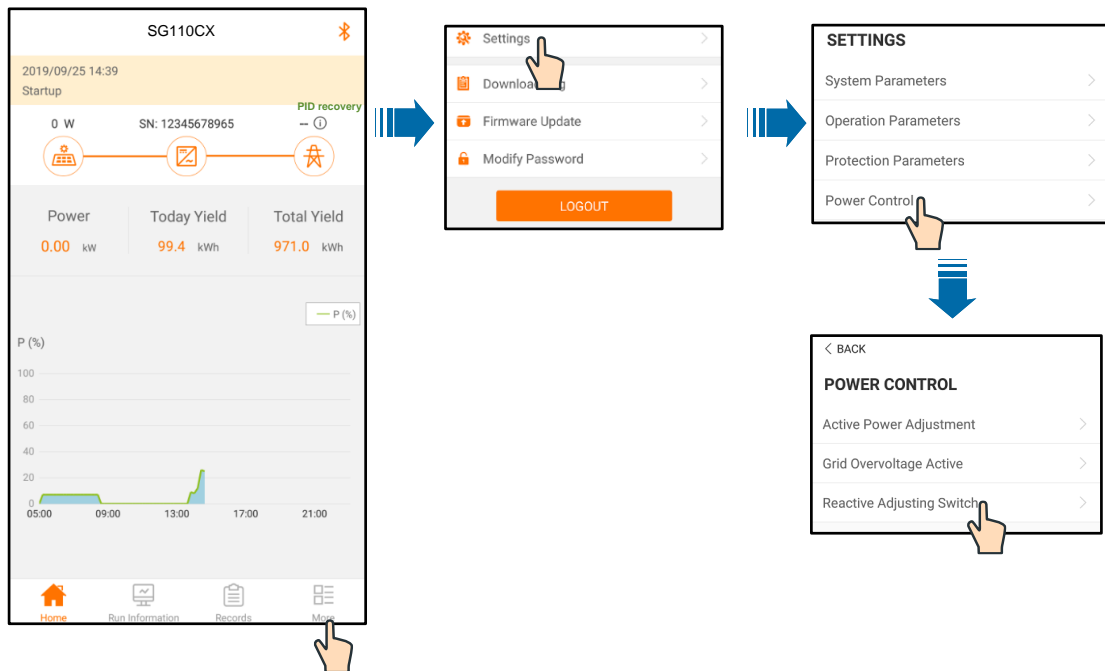 SG110CX
2019/09/25 14:39
Startup
PID recovery
0 W SN: 12345678965 --
Power Today Yield Total Yield
0.00 kW 99.4 kWh 971.0 kWh
P (%)
P (%)
100
80
60
40
20
0
05:00 09:00 13:00 17:00 21:00
Home Run Information Records More
Settings
Firmware Update
Modify Password
LOGOUT
SETTINGS
System Parameters
Operation Parameters
Protection Parameters
Power Control
BACK
POWER CONTROL
Active Power Adjustment
Grid Overvoltage Active
Reactive Adjusting Switch